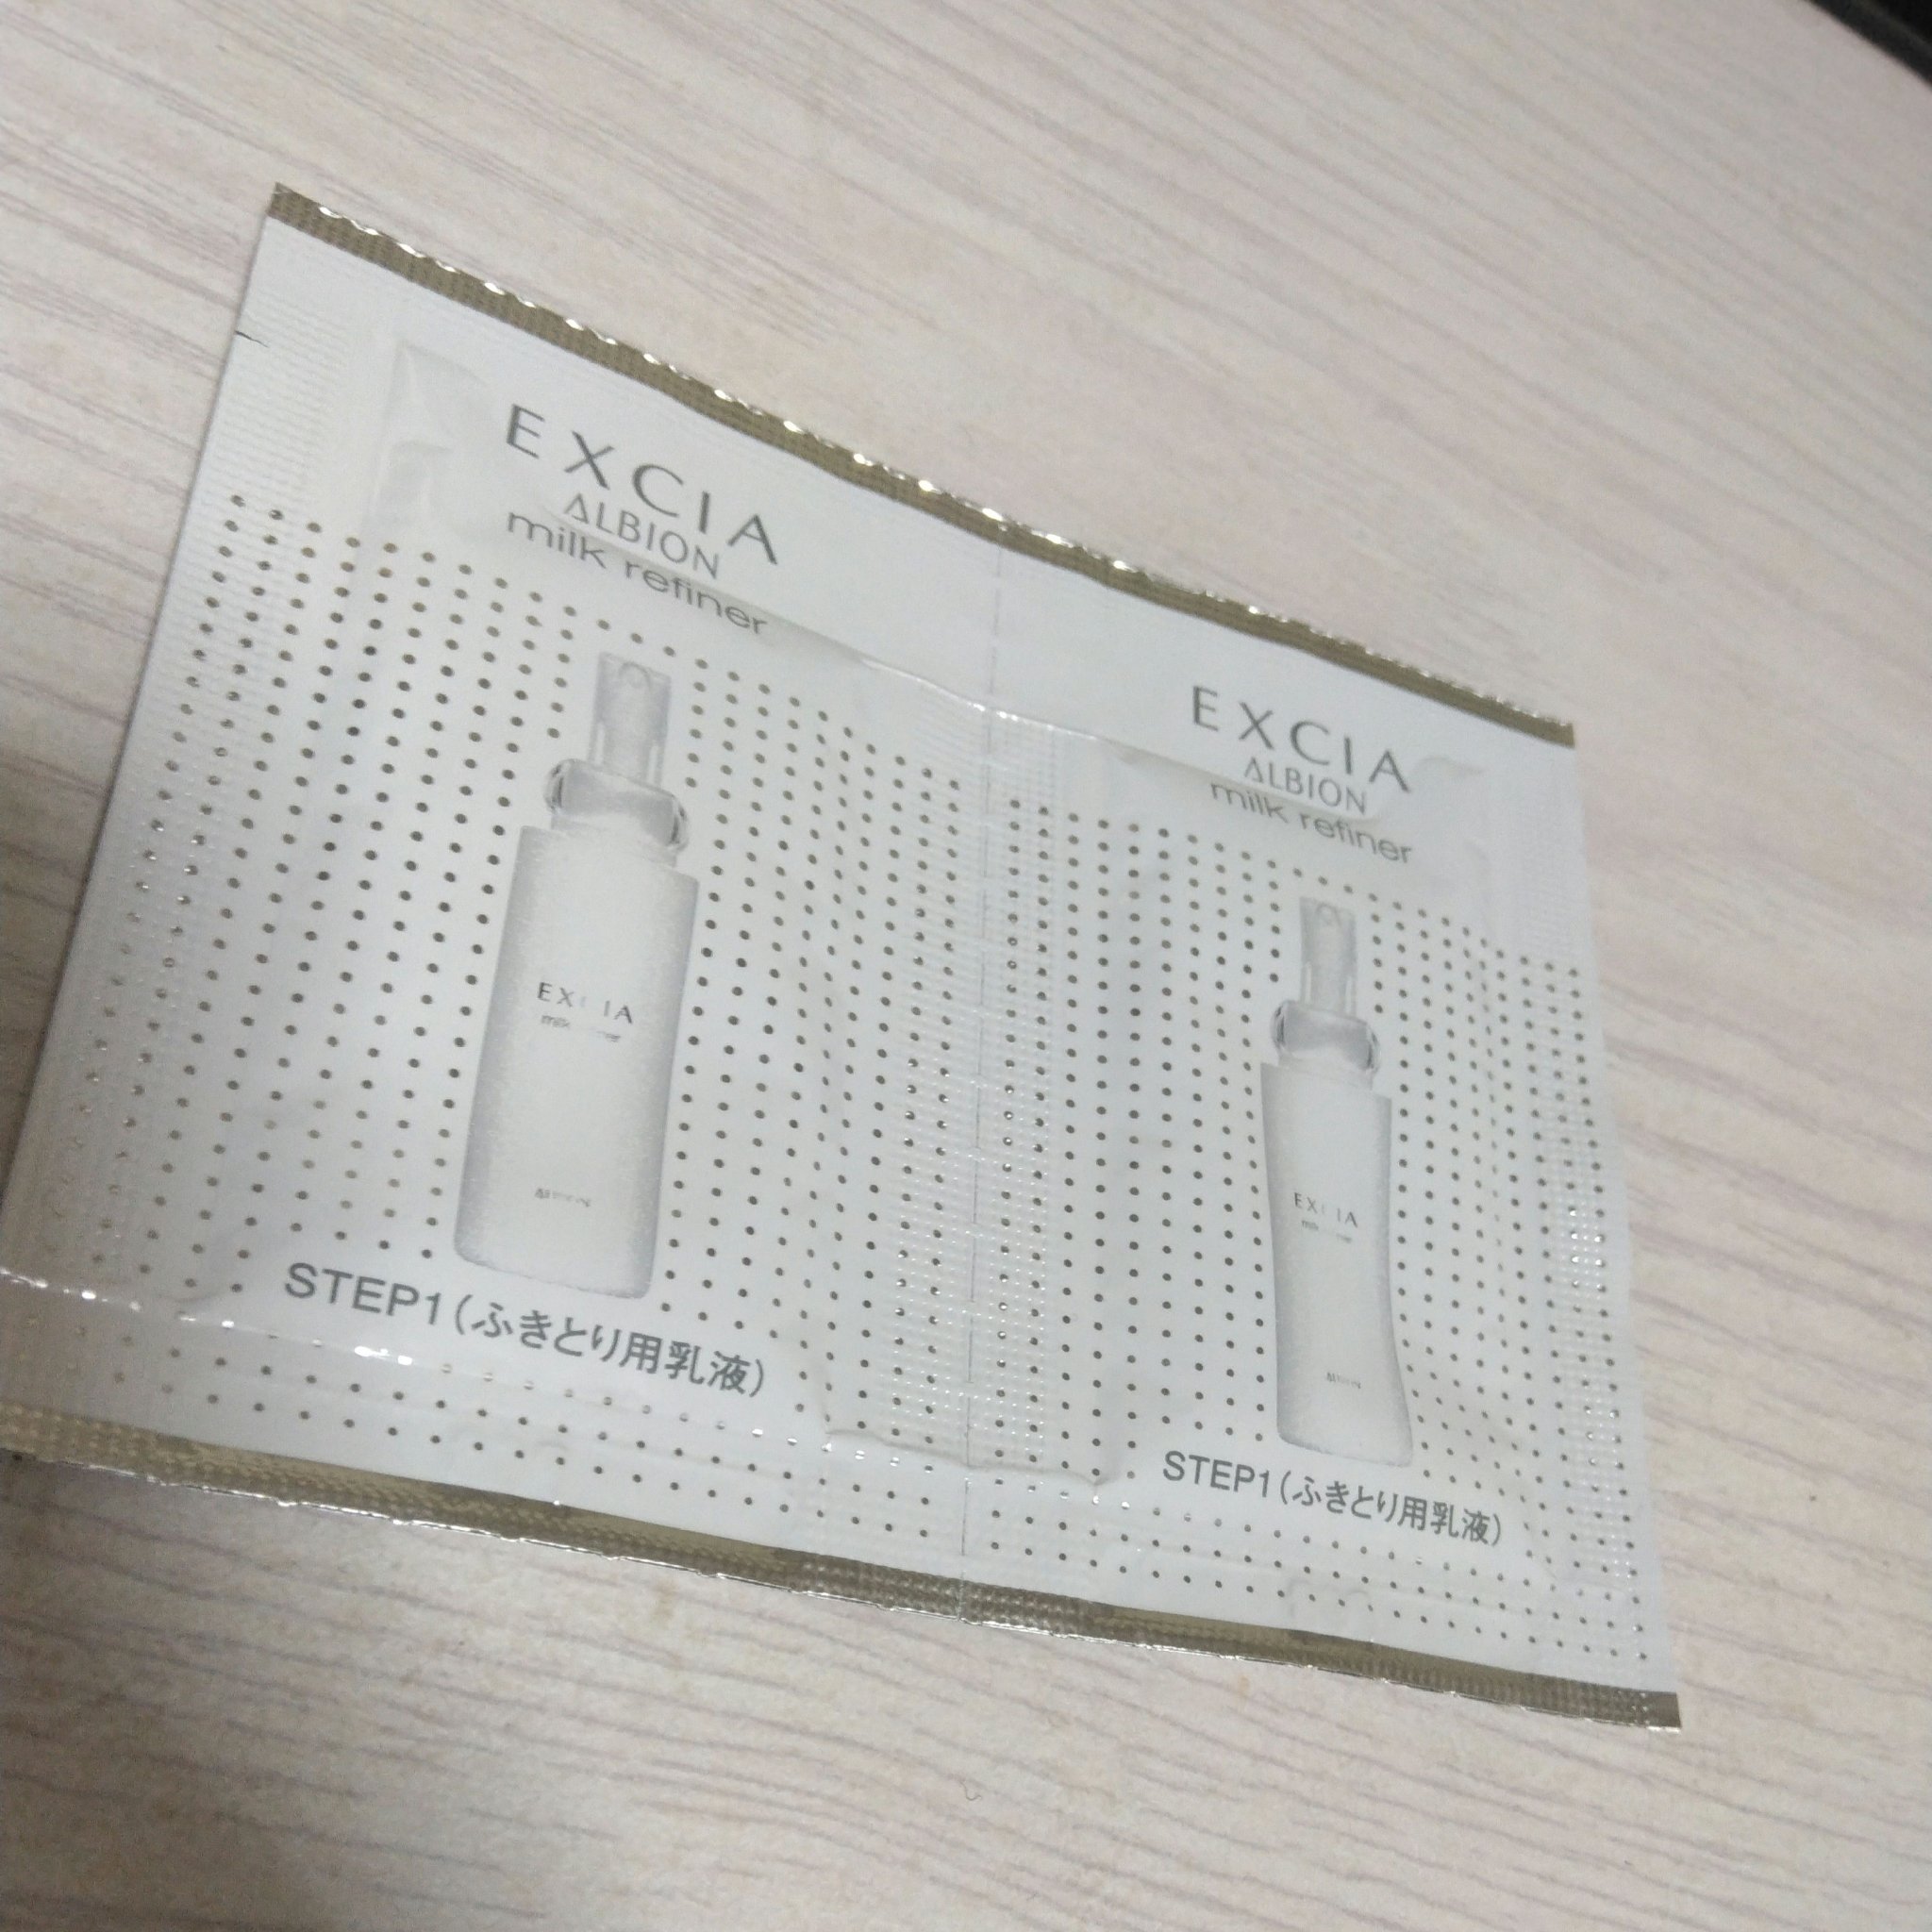 EXCIA
ALBION
milk refiner
EXCIA
STEP1(ふきとり用乳液)
EXCIA
ALBION
milk refiner
EXCIA
STEP1(ふきとり用乳液)